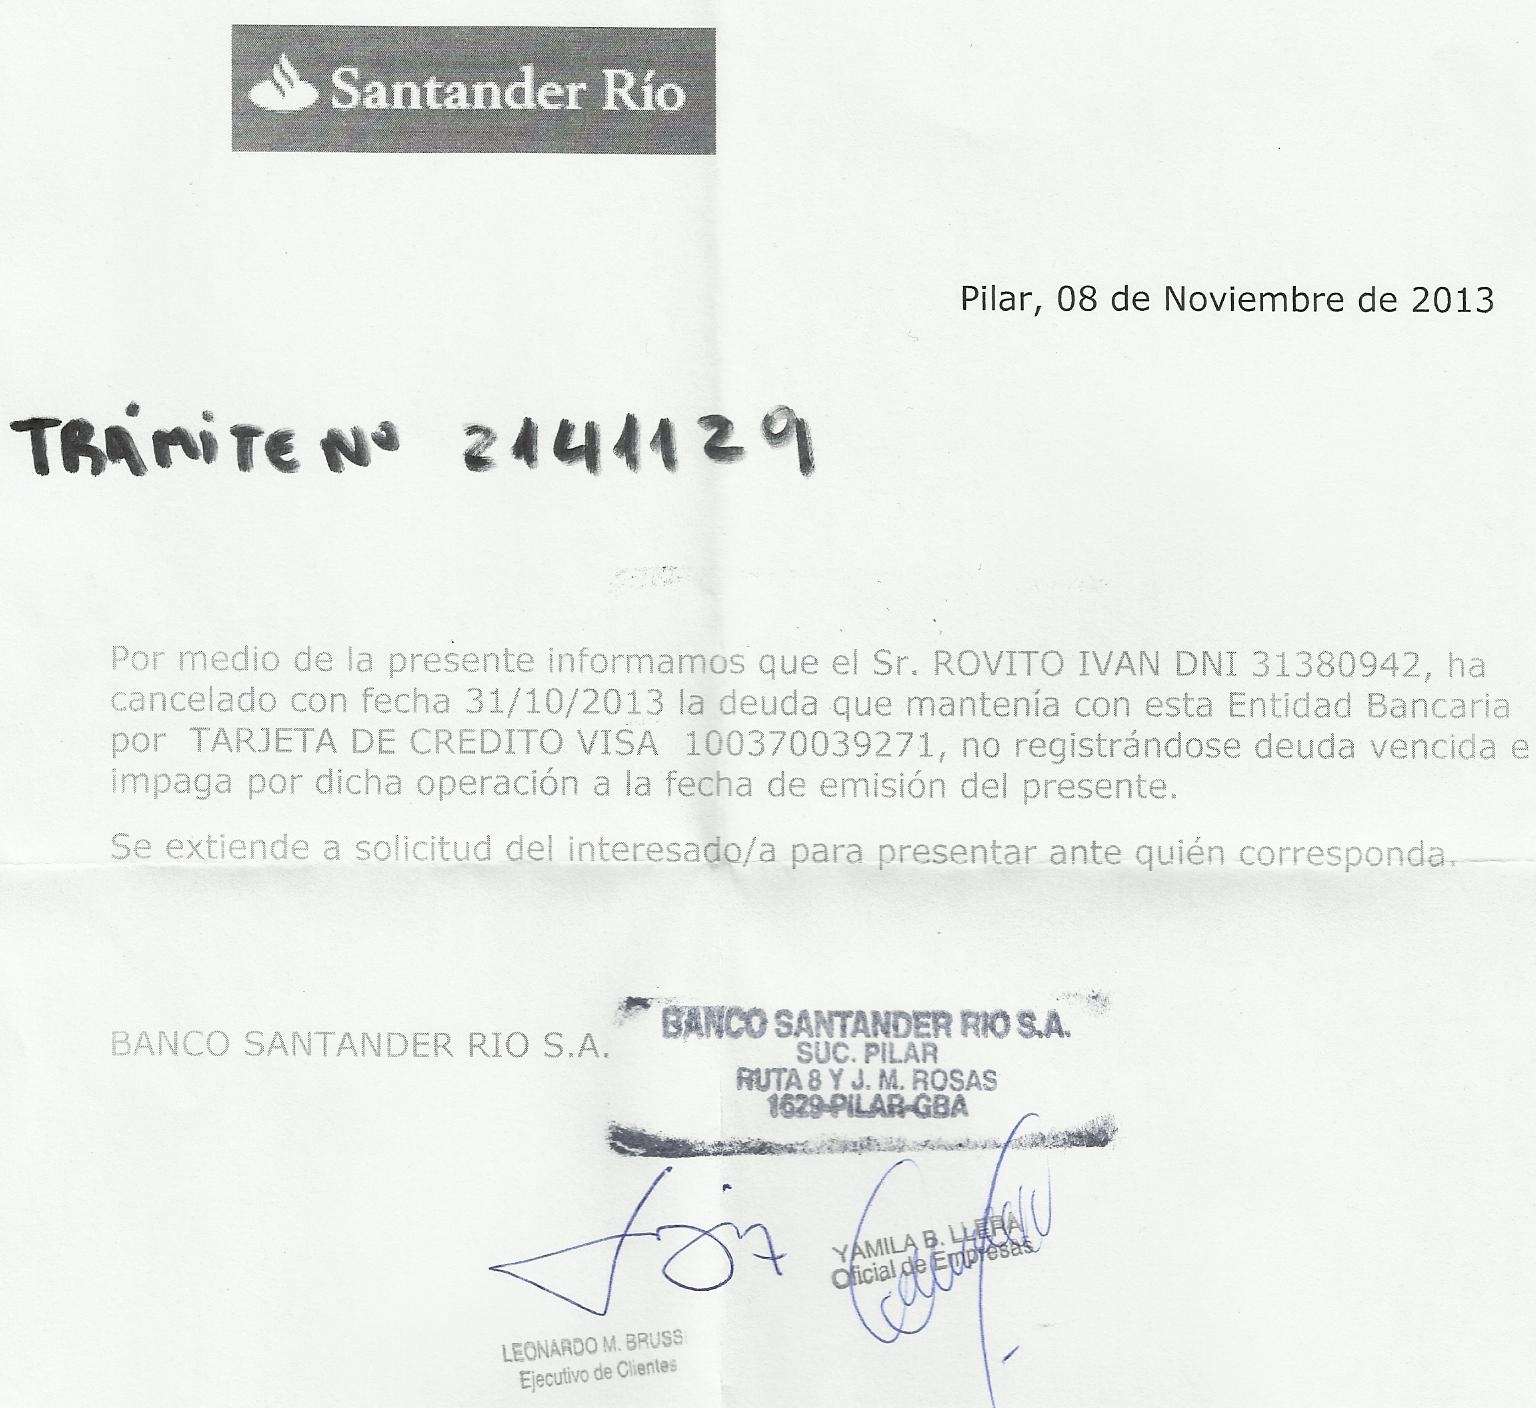 Santander Río
Pilar, 08 de Noviembre de 2013
TRÁMITE Nº 2141129
Por medio de la presente informamos que el Sr. ROVITO IVAN DNI 31380942, ha
cancelado con fecha 31/10/2013 la deuda que mantenía con esta Entidad Bancaria
por TARJETA DE CREDITO VISA 100370039271, no registrándose deuda vencida e
impaga por dicha operación a la fecha de emisión del presente.
Se extiende a solicitud del interesado/a para presentar ante quién corresponda.
BANCO SANTANDER RIO S.A.
BANCO SANTANDER RIO S.A.
SUC. PILAR
RUTA 8 Y J. M. ROSAS
1629-PILAR-GBA
YAMILA B. LLERA
Oficial de Empresas
LEONARDO M. BRUSS
Ejecutivo de Clientes